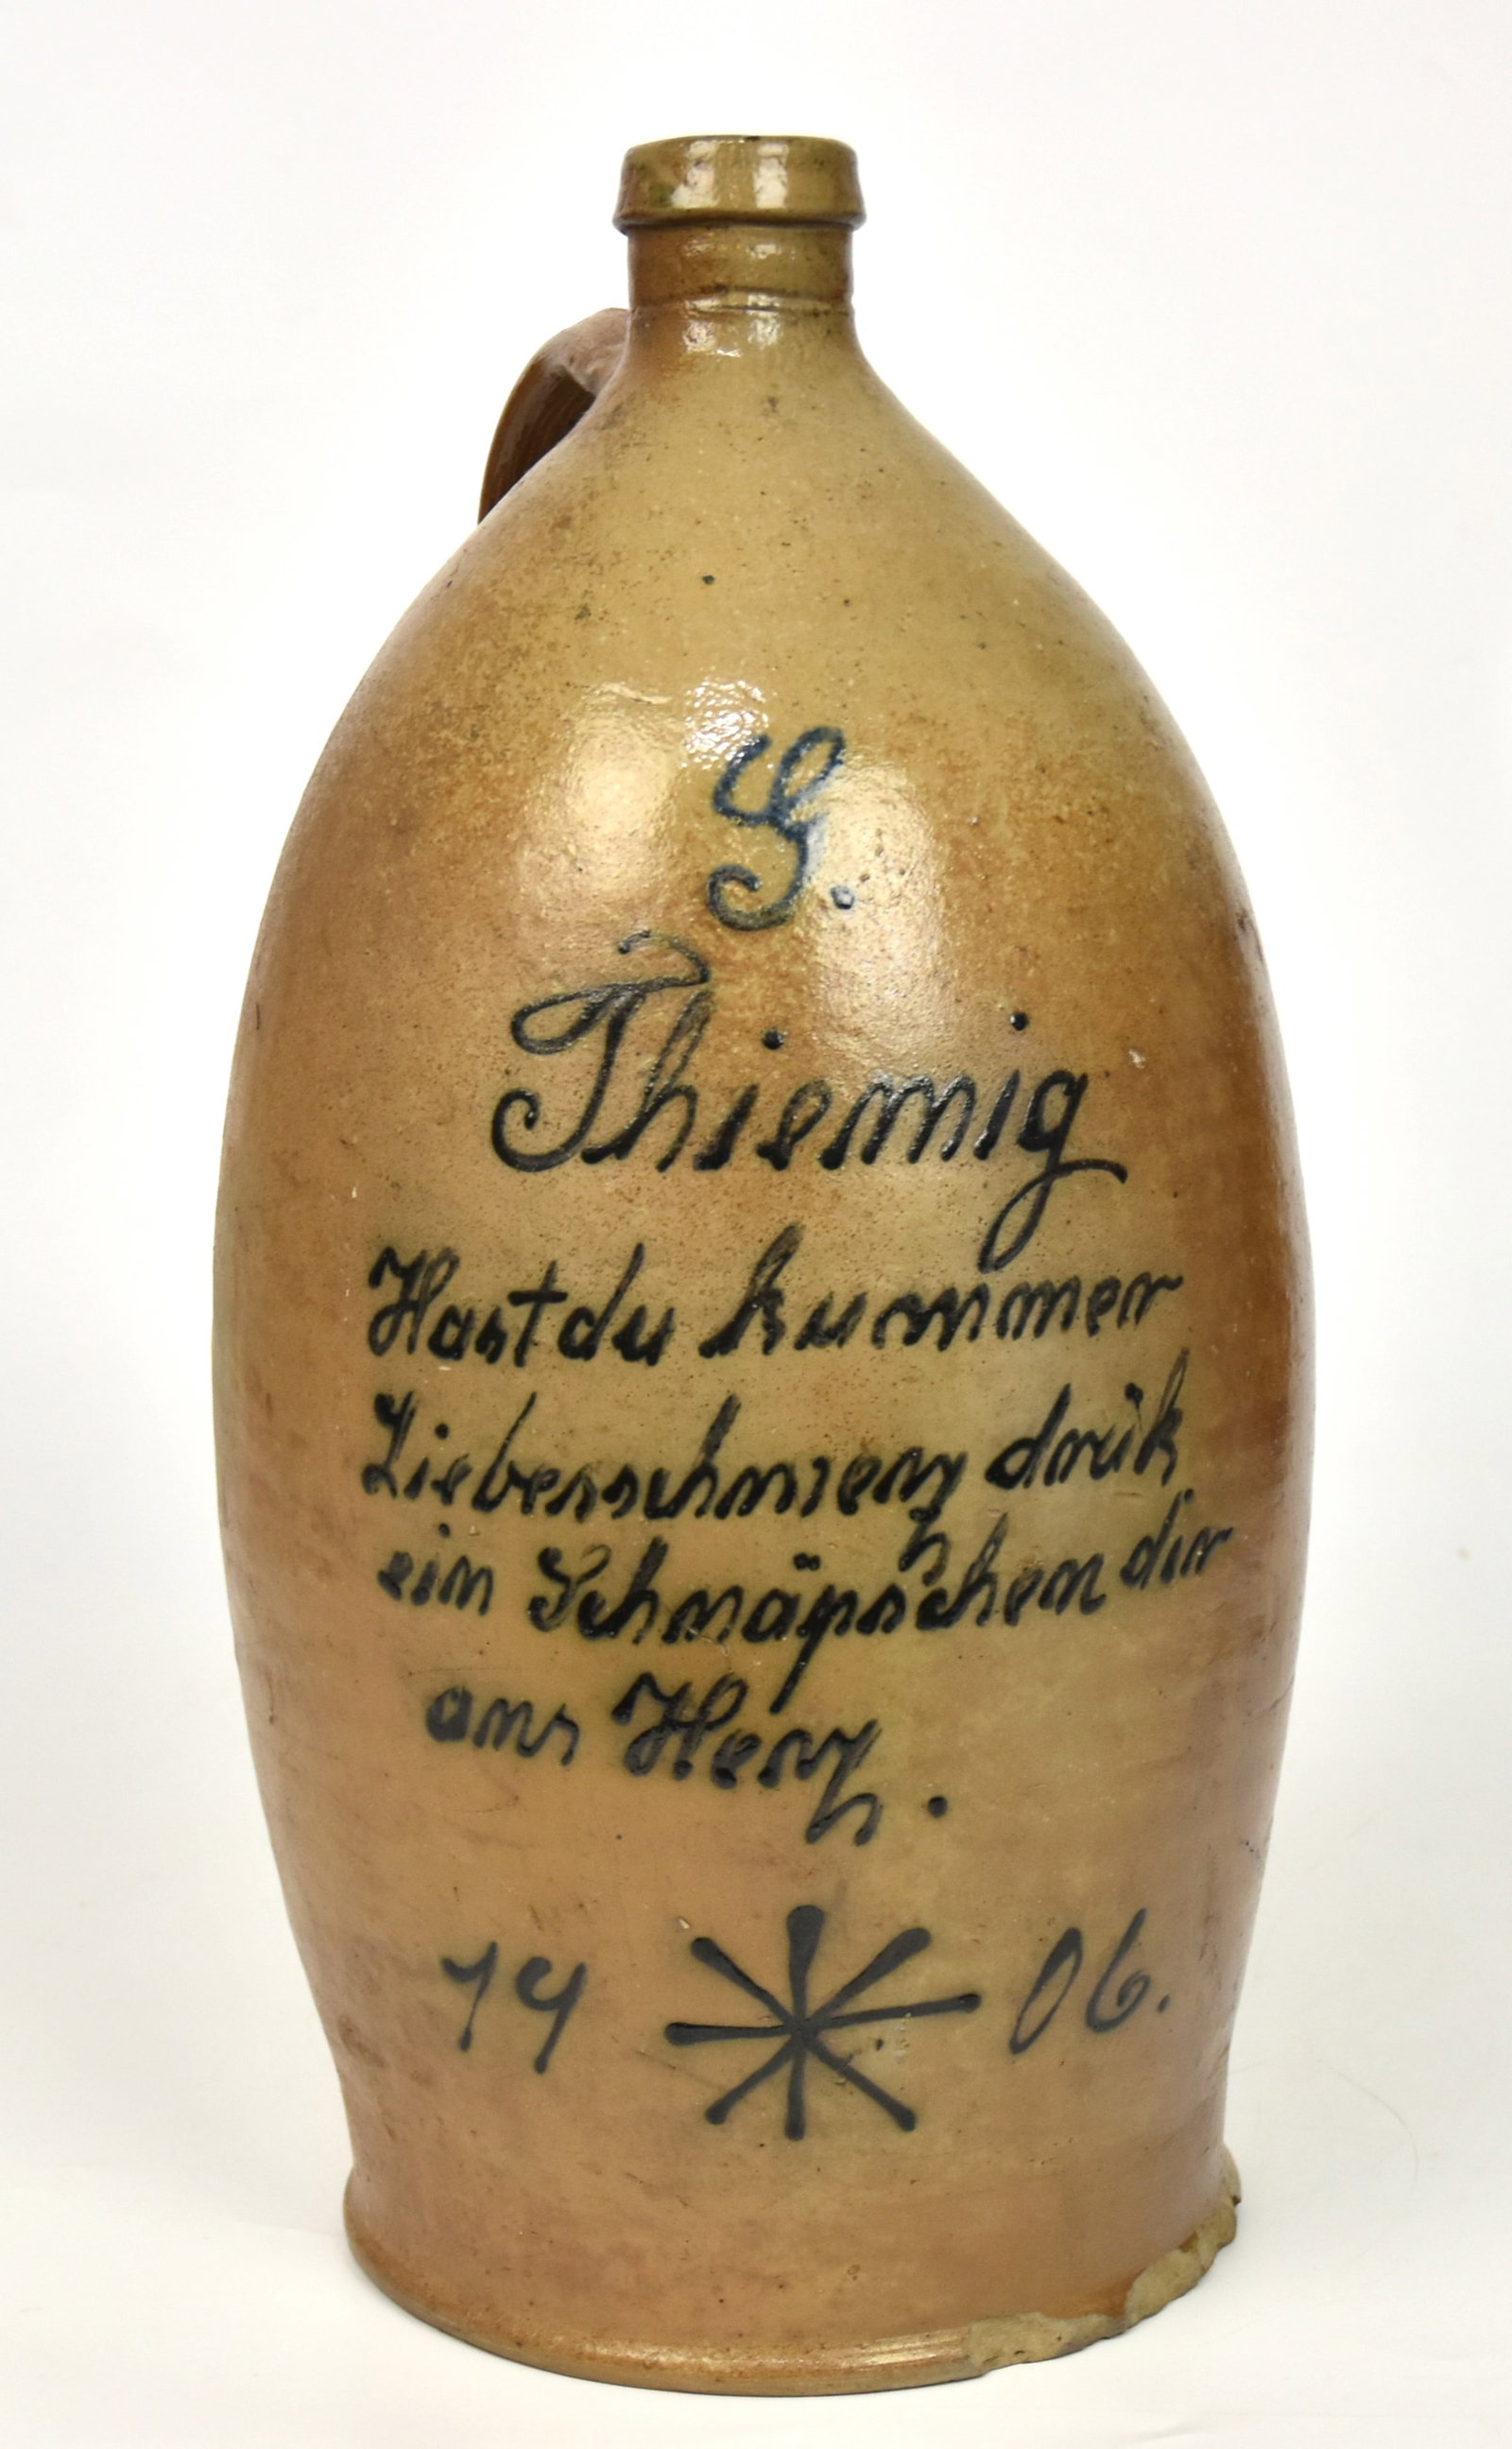 G.
Thiemig
Hast du kummer
Liebesschmerz drük
ein Schnäpschen dir
ans Herz.
19 06.